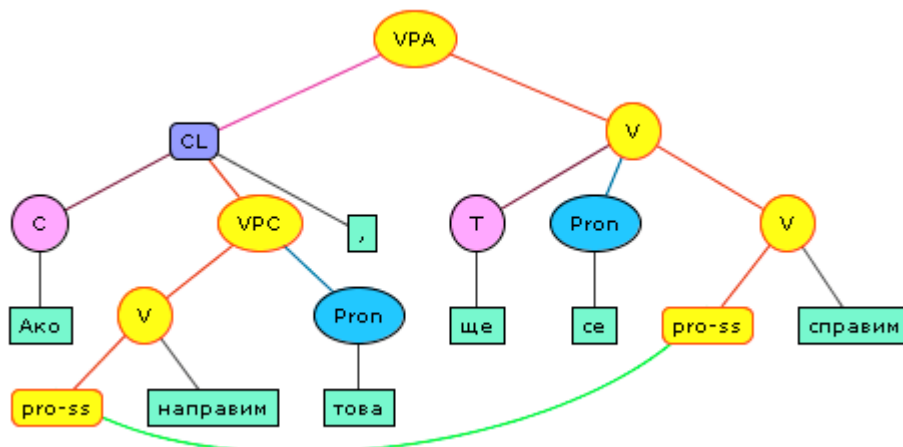 VPA
CL V
C VPC , T Pron V
Ако V Pron ще се pro-ss справим
pro-ss направим това